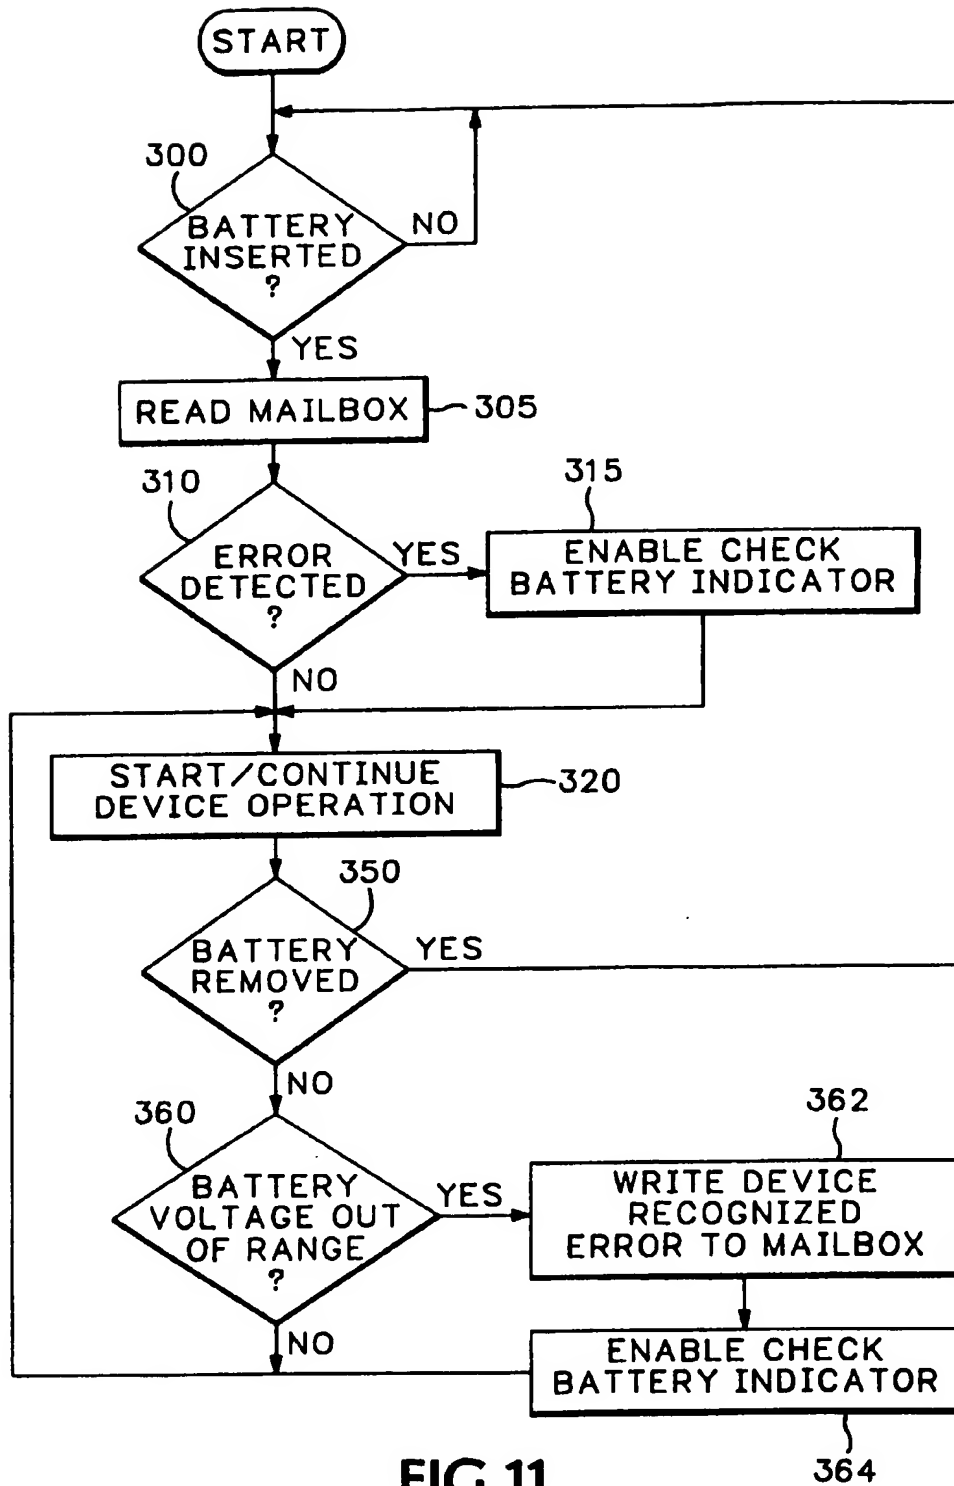 START
300
BATTERY
INSERTED
?
NO
YES
READ MAILBOX
305
310
ERROR
DETECTED
?
YES
315
ENABLE CHECK
BATTERY INDICATOR
NO
START/CONTINUE
DEVICE OPERATION
320
350
BATTERY
REMOVED
?
YES
NO
360
BATTERY
VOLTAGE OUT
OF RANGE
?
YES
362
WRITE DEVICE
RECOGNIZED
ERROR TO MAILBOX
NO
ENABLE CHECK
BATTERY INDICATOR
364
FIG.11